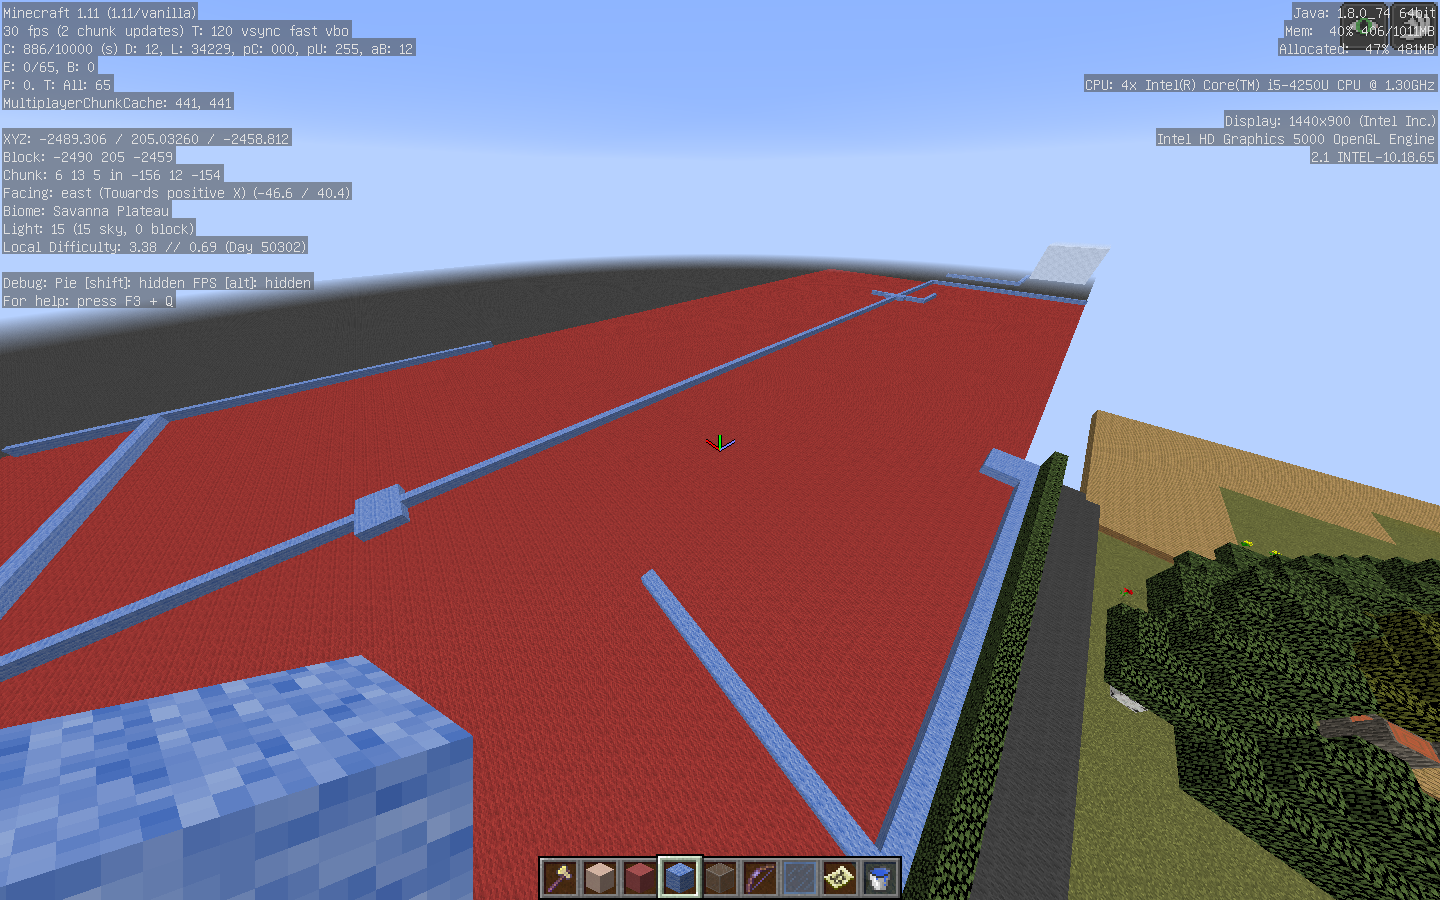 Minecraft 1.11 (1.11/vanilla)
30 fps (2 chunk updates) T: 120 vsync fast vbo
C: 886/10000 (s) D: 12, L: 34229, pC: 000, pU: 255, aB: 12
E: 0/65, B: 0
P: 0. T: All: 65
MultiplayerChunkCache: 441, 441
XYZ: -2489.306 / 205.03260 / -2458.812
Block: -2490 205 -2459
Chunk: 6 13 5 in -156 12 -154
Facing: east (Towards positive X) (-46.6 / 40.4)
Biome: Savanna Plateau
Light: 15 (15 sky, 0 block)
Local Difficulty: 3.38 // 0.69 (Day 50302)
Debug: Pie [shift]: hidden FPS [alt]: hidden
For help: press F3 + Q
Java: 1.8.0_74 64bit
Mem: 40% 406/1011MB
Allocated: 47% 481MB
CPU: 4x Intel(R) Core(TM) i5-4250U CPU @ 1.30GHz
Display: 1440x900 (Intel Inc.)
Intel HD Graphics 5000 OpenGL Engine
2.1 INTEL-10.18.65